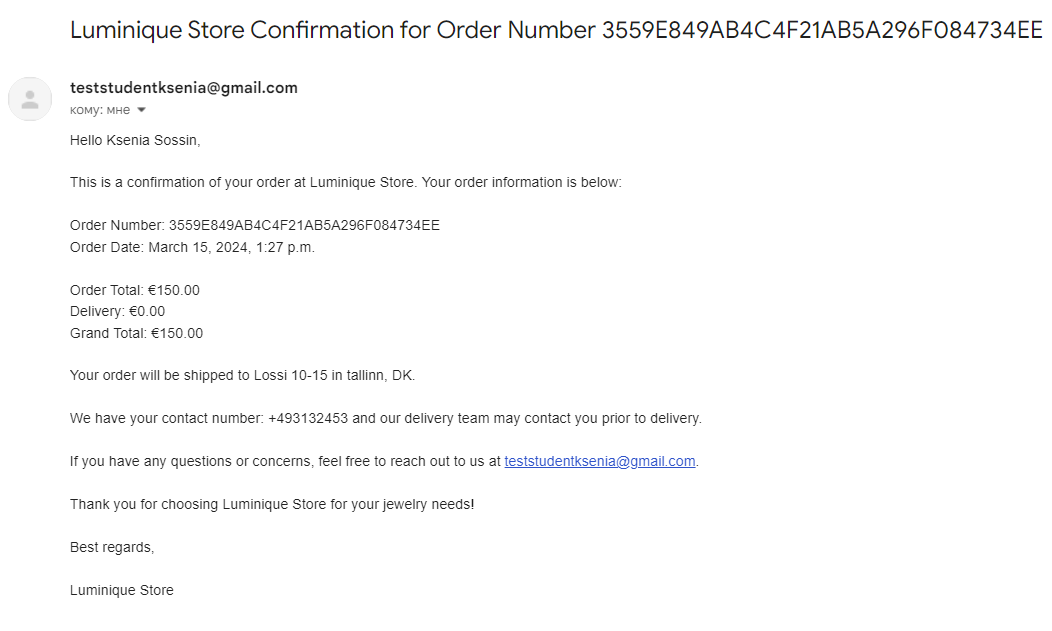 Luminique Store Confirmation for Order Number 3559E849AB4C4F21AB5A296F084734EE
teststudentksenia@gmail.com
кому: мне
Hello Ksenia Sossin,
This is a confirmation of your order at Luminique Store. Your order information is below:
Order Number: 3559E849AB4C4F21AB5A296F084734EE
Order Date: March 15, 2024, 1:27 p.m.
Order Total: €150.00
Delivery: €0.00
Grand Total: €150.00
Your order will be shipped to Lossi 10-15 in tallinn, DK.
We have your contact number: +493132453 and our delivery team may contact you prior to delivery.
If you have any questions or concerns, feel free to reach out to us at teststudentksenia@gmail.com.
Thank you for choosing Luminique Store for your jewelry needs!
Best regards,
Luminique Store